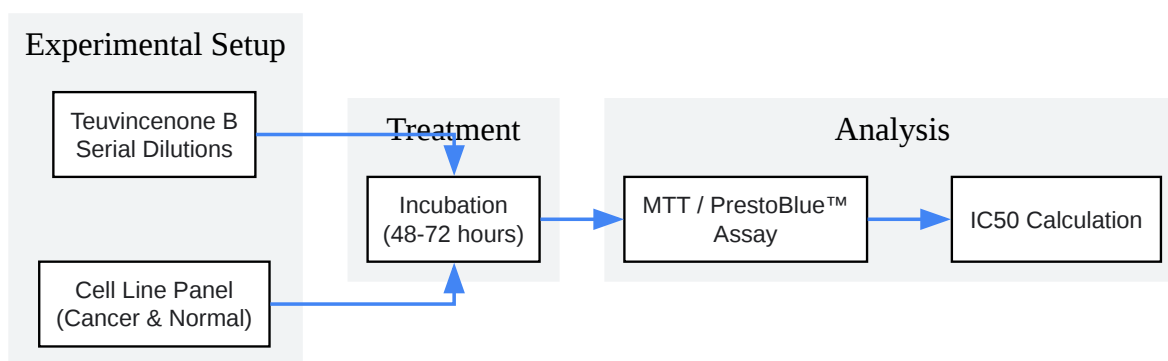 Experimental Setup
Teuvincenone B
Serial Dilutions
Cell Line Panel
(Cancer & Normal)
Treatment
Incubation
(48-72 hours)
Analysis
MTT / PrestoBlue™
Assay
IC50 Calculation